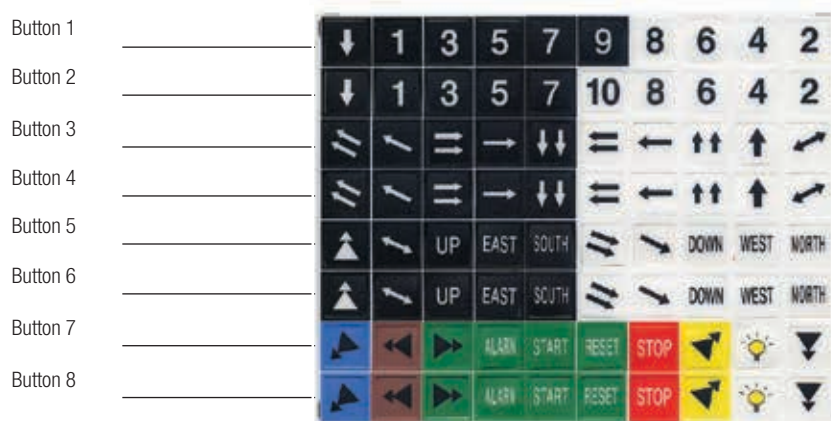 Button 1
1 3 5 7 9 8 6 4 2
Button 2
1 3 5 7 10 8 6 4 2
Button 3
Button 4
Button 5
UP EAST SOUTH DOWN WEST NORTH
Button 6
UP EAST SOUTH DOWN WEST NORTH
Button 7
ALARM START RESET STOP
Button 8
ALARM START RESET STOP